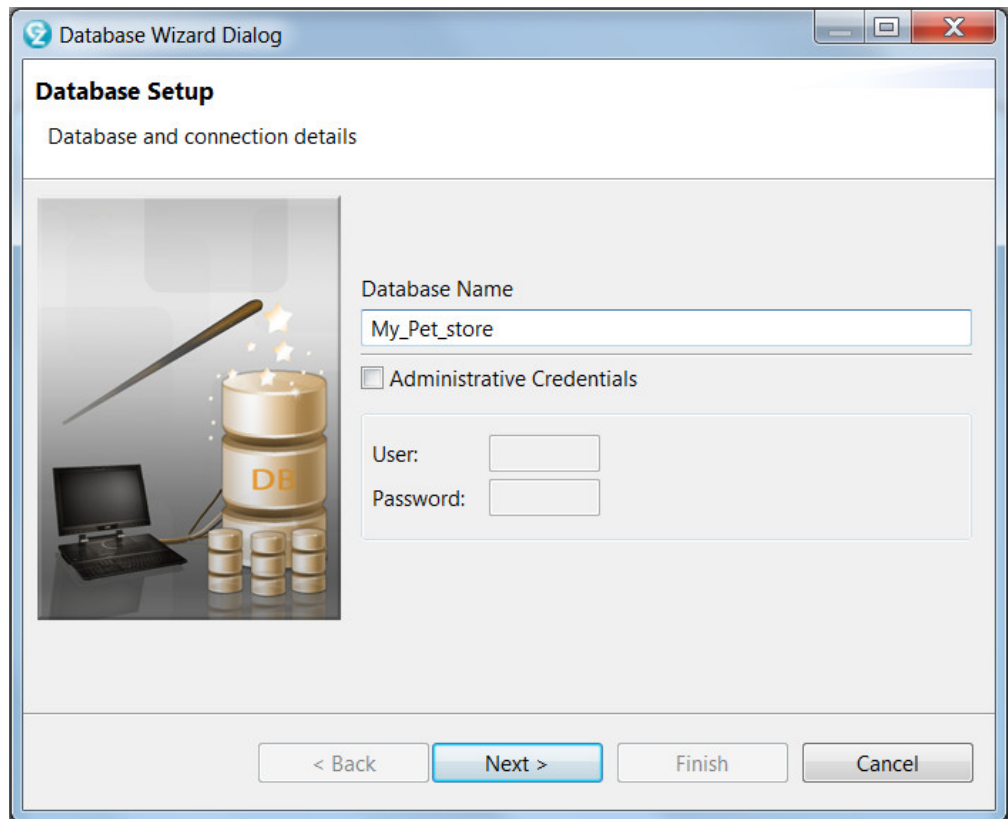 Database Wizard Dialog
Database Setup
Database and connection details
Database Name
My_Pet_store
Administrative Credentials
DB
User:
Password:
< Back
Next >
Finish
Cancel